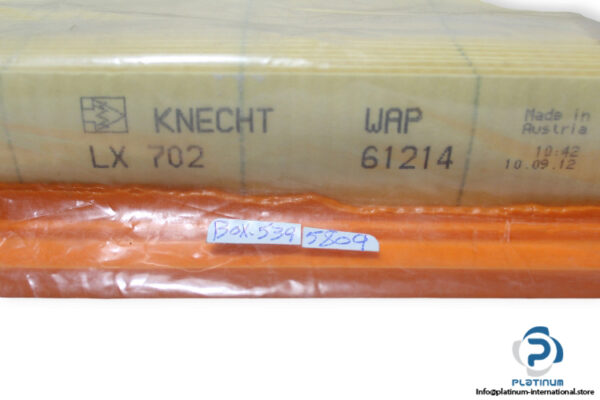 KNECHT WAP Made in
Austria
LX 702 61214 10:42
10.09.12
BOX.539 5809
PLATINUM
Info@platinum-international.store